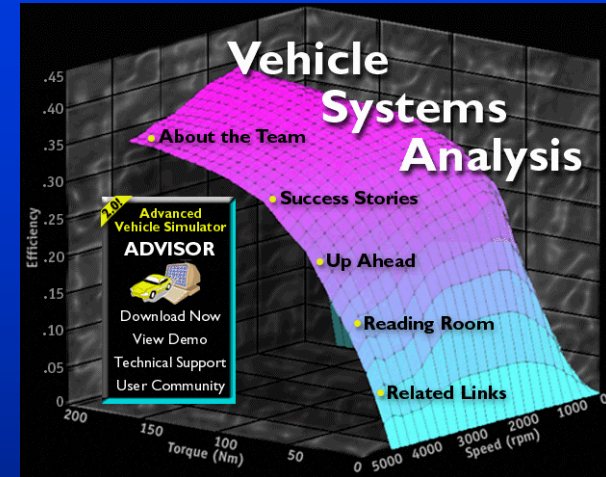 Vehicle
Systems
Analysis
About the Team
Success Stories
Up Ahead
Reading Room
Related Links
2.0!
Advanced
Vehicle Simulator
ADVISOR
Download Now
View Demo
Technical Support
User Community
Efficiency
.45
.40
.35
.30
.25
.20
.15
.10
.05
0
200
150
100
50
0
Torque (Nm)
5000
4000
3000
2000
1000
0
Speed (rpm)